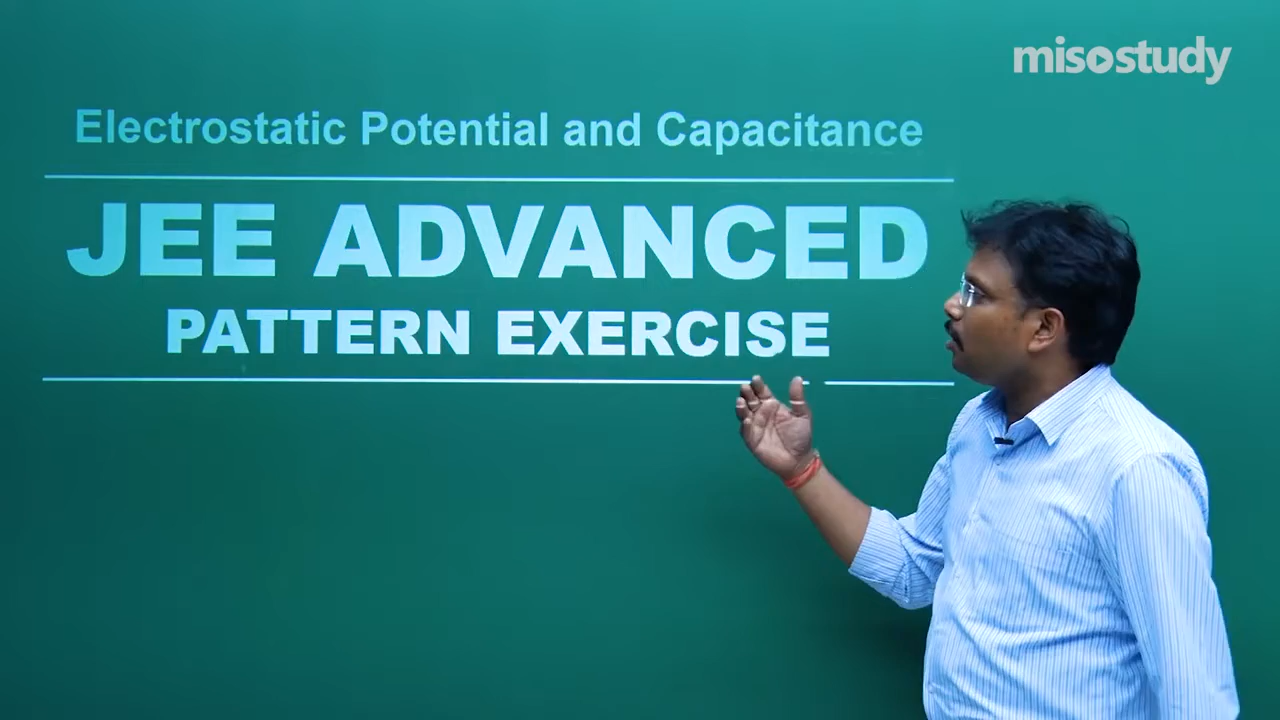 misostudy
Electrostatic Potential and Capacitance
JEE ADVANCED
PATTERN EXERCISE